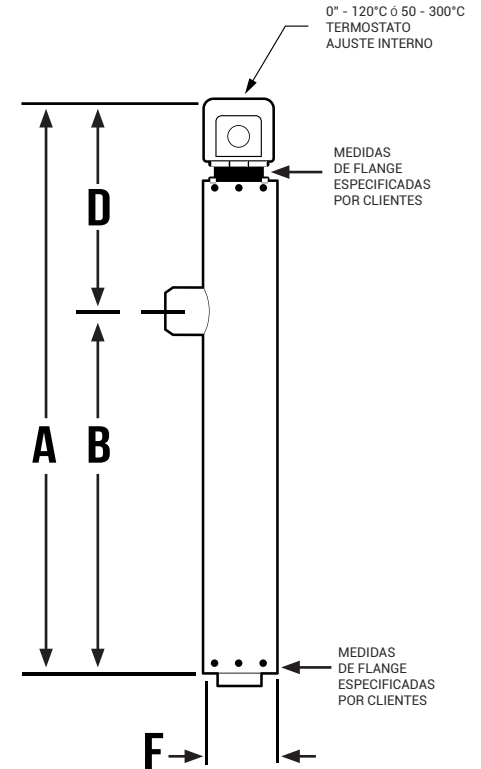 0" - 120°C ó 50 - 300°C
TERMOSTATO
AJUSTE INTERNO
MEDIDAS
DE FLANGE
ESPECIFICADAS
POR CLIENTES
D
A
B
MEDIDAS
DE FLANGE
ESPECIFICADAS
POR CLIENTES
F